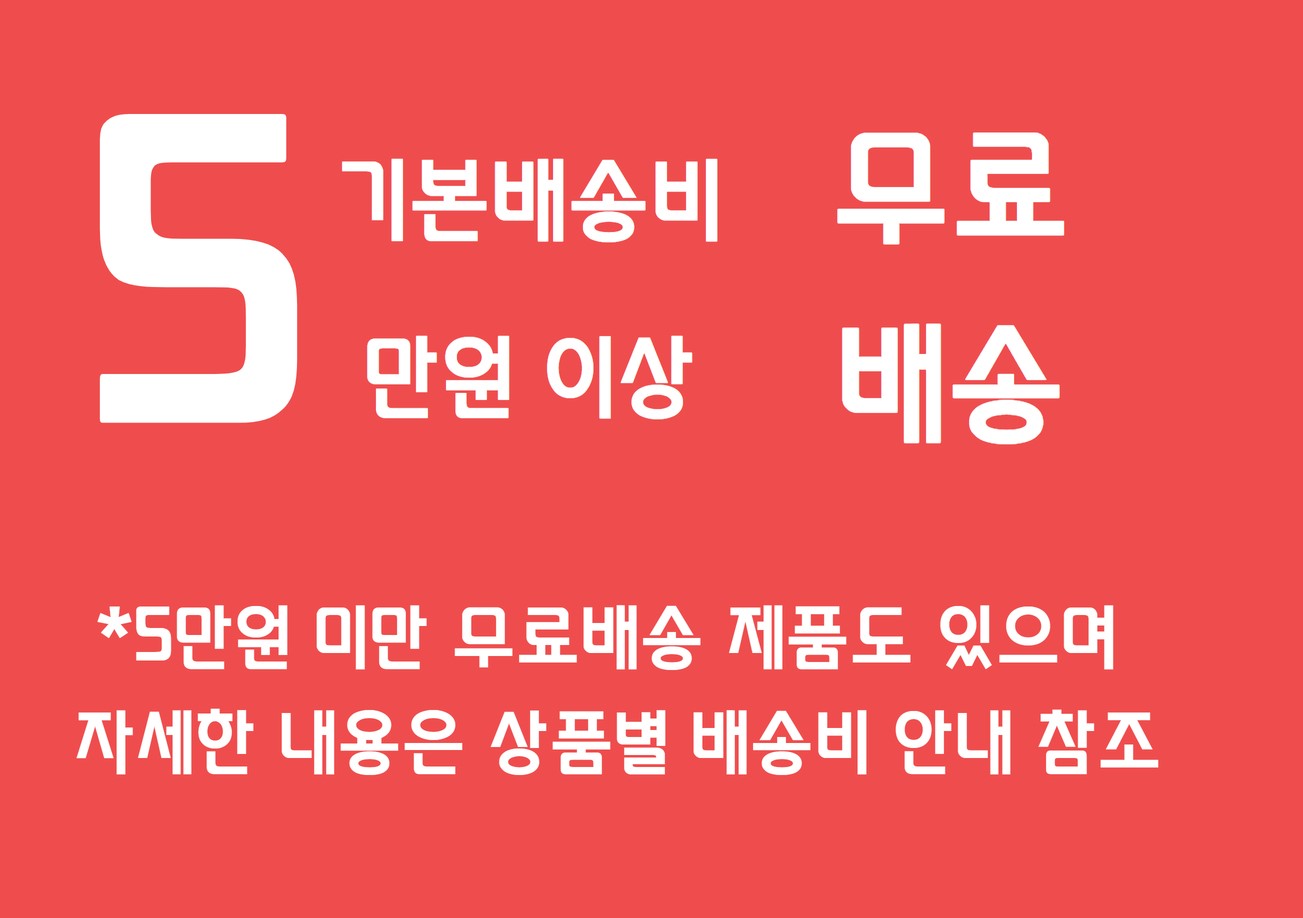 5
기본배송비
만원 이상
무료
배송
*5만원 미만 무료배송 제품도 있으며
자세한 내용은 상품별 배송비 안내 참조